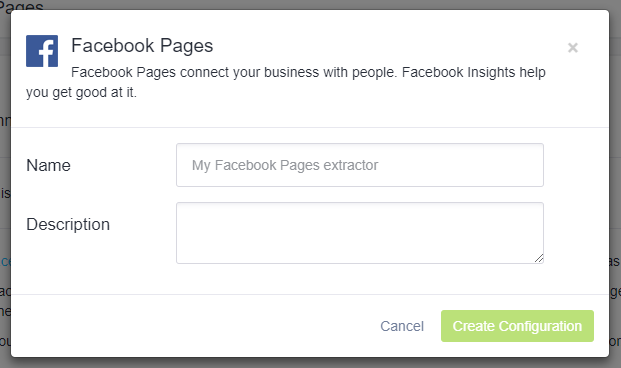 Pages
Facebook Pages
×
Facebook Pages connect your business with people. Facebook Insights help
you get good at it.
Name
My Facebook Pages extractor
Description
Cancel
Create Configuration